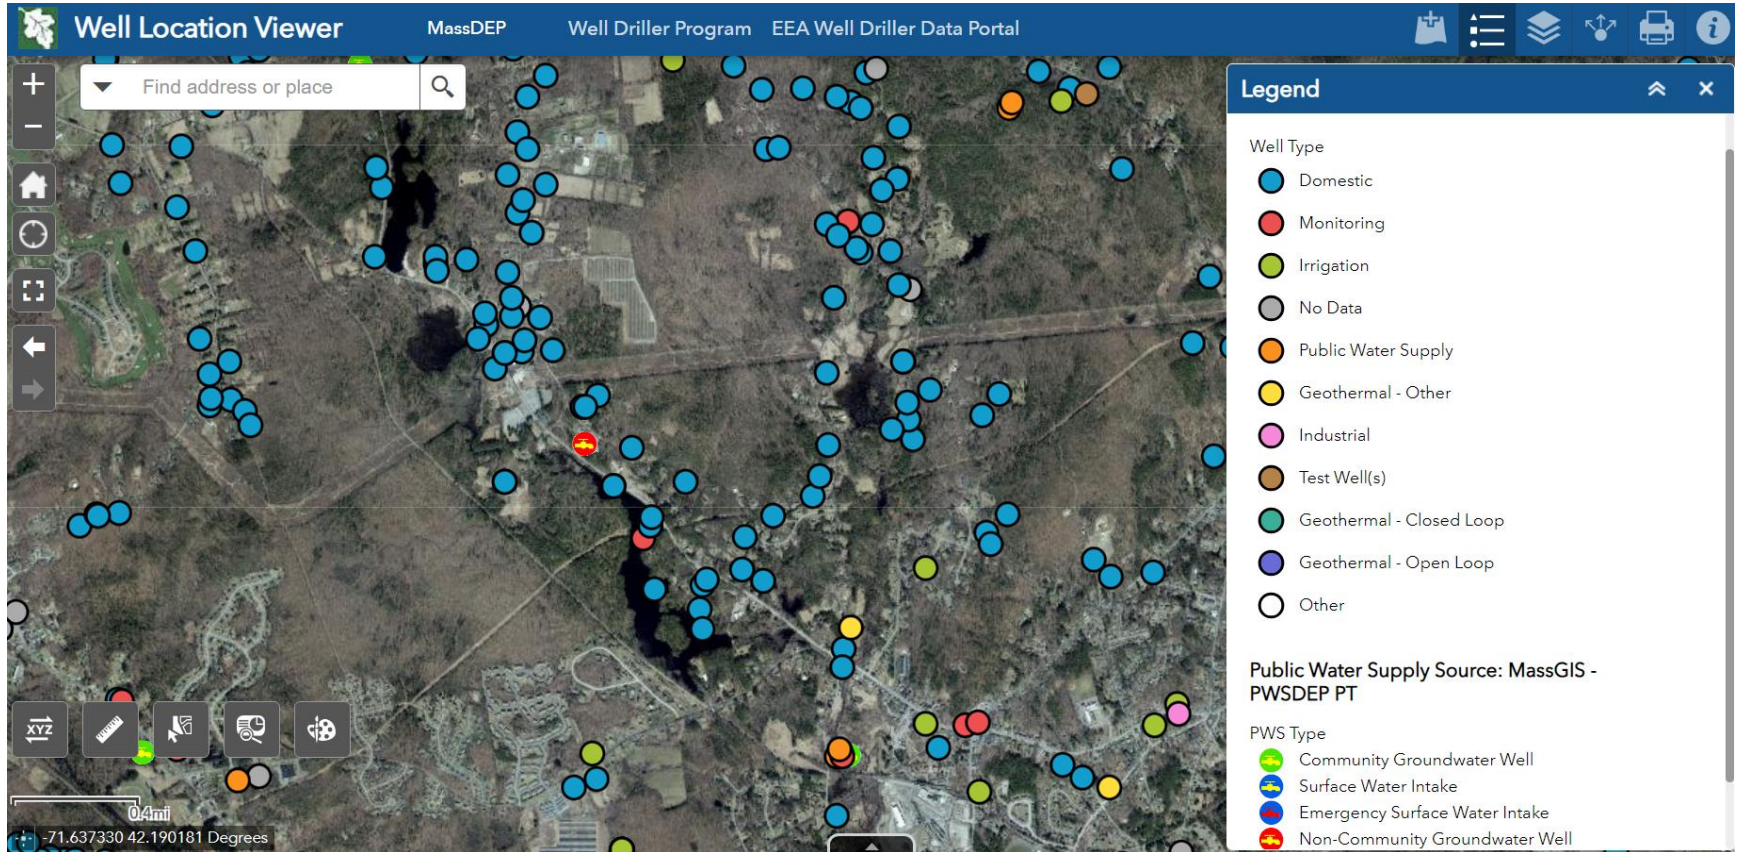 Well Location Viewer
MassDEP
Well Driller Program
EEA Well Driller Data Portal
Find address or place
Legend
Well Type
Domestic
Monitoring
Irrigation
No Data
Public Water Supply
Geothermal - Other
Industrial
Test Well(s)
Geothermal - Closed Loop
Geothermal - Open Loop
Other
Public Water Supply Source: MassGIS -
PWSDEP PT
PWS Type
Community Groundwater Well
Surface Water Intake
Emergency Surface Water Intake
Non-Community Groundwater Well
XYZ
0.4mi
-71.637330 42.190181 Degrees